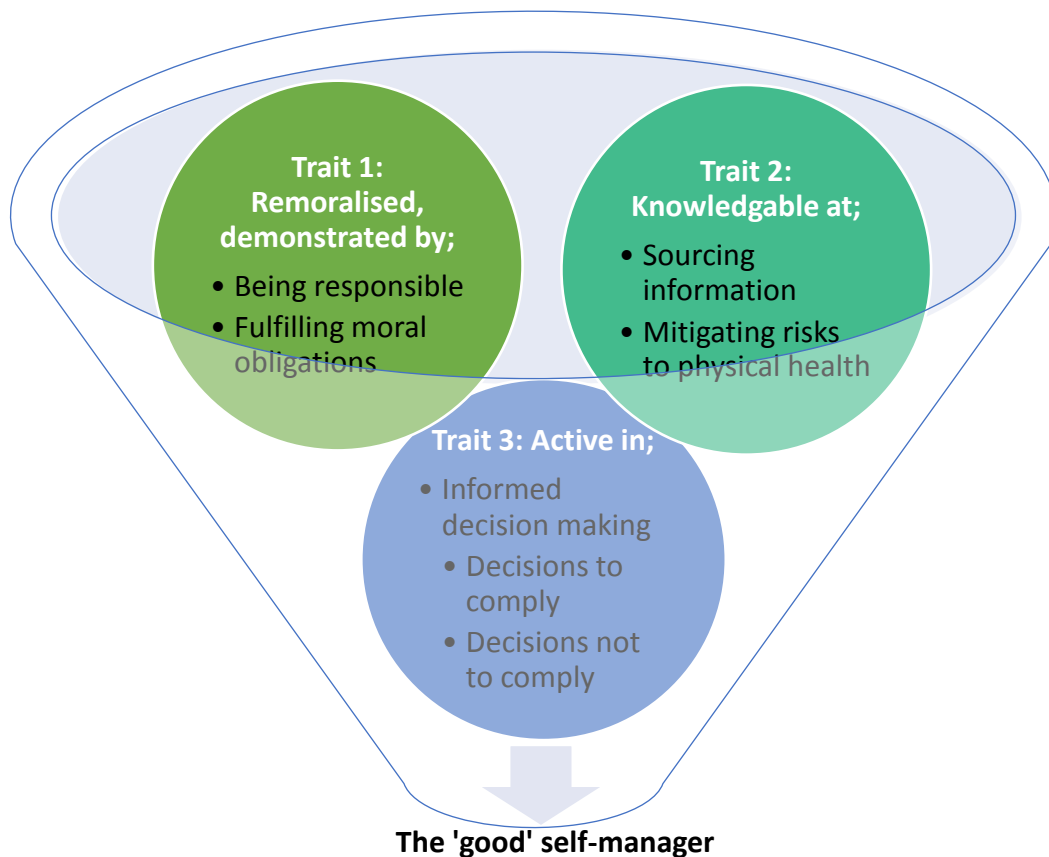 Trait 1:
Remoralised,
demonstrated by;
• Being responsible
• Fulfilling moral
obligations
Trait 2:
Knowledgable at;
• Sourcing
information
• Mitigating risks
to physical health
Trait 3: Active in;
• Informed
decision making
• Decisions to
comply
• Decisions not
to comply
The 'good' self-manager